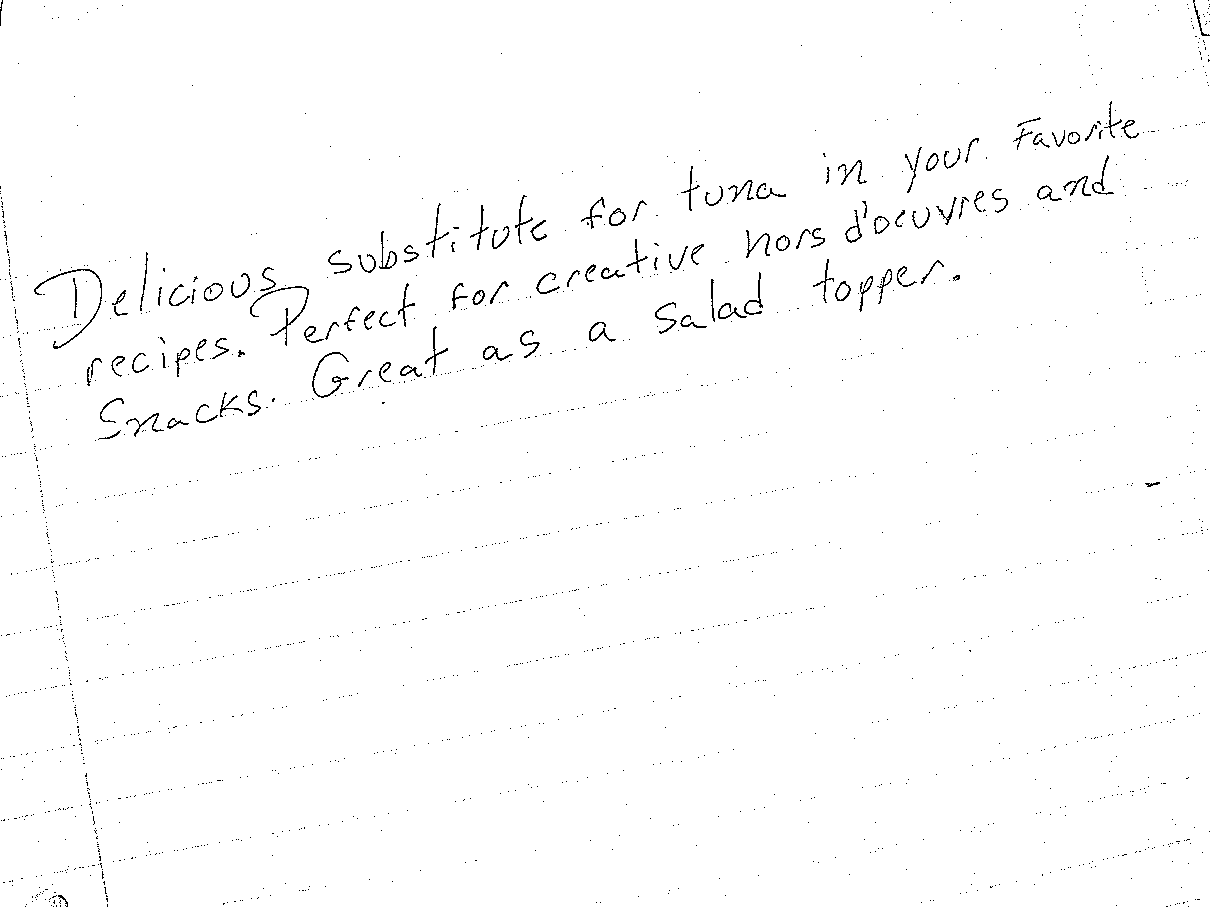 Delicious substitute for tuna in your Favorite
recipes. Perfect for creative hors d'oeuvres and
Snacks. Great as a salad topper.